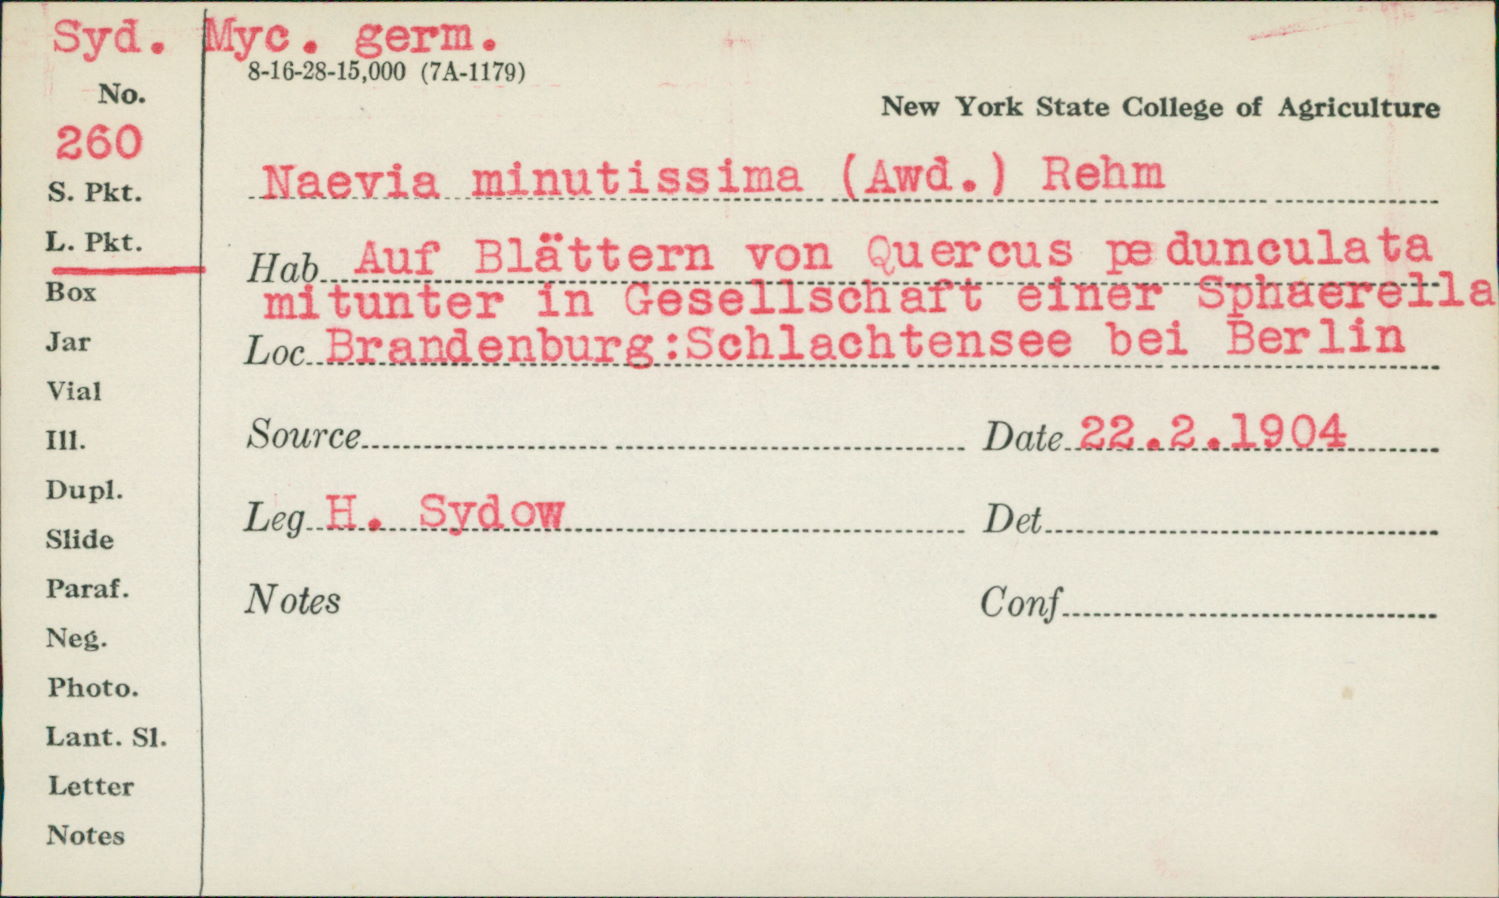 Syd. Myc. germ.
8-16-28-15,000 (7A-1179)
No.
New York State College of Agriculture
260
Naevia minutissima (Awd.) Rehm
S. Pkt.
L. Pkt.
Hab. Auf Blättern von Quercus pedunculata
mitunter in Gesellschaft einer Sphaerella
Box
Loc. Brandenburg:Schlachtensee bei Berlin
Jar
Vial
Source
Date 22.2.1904
Ill.
Dupl.
Leg. H. Sydow
Det.
Slide
Paraf.
Notes
Conf.
Neg.
Photo.
Lant. Sl.
Letter
Notes